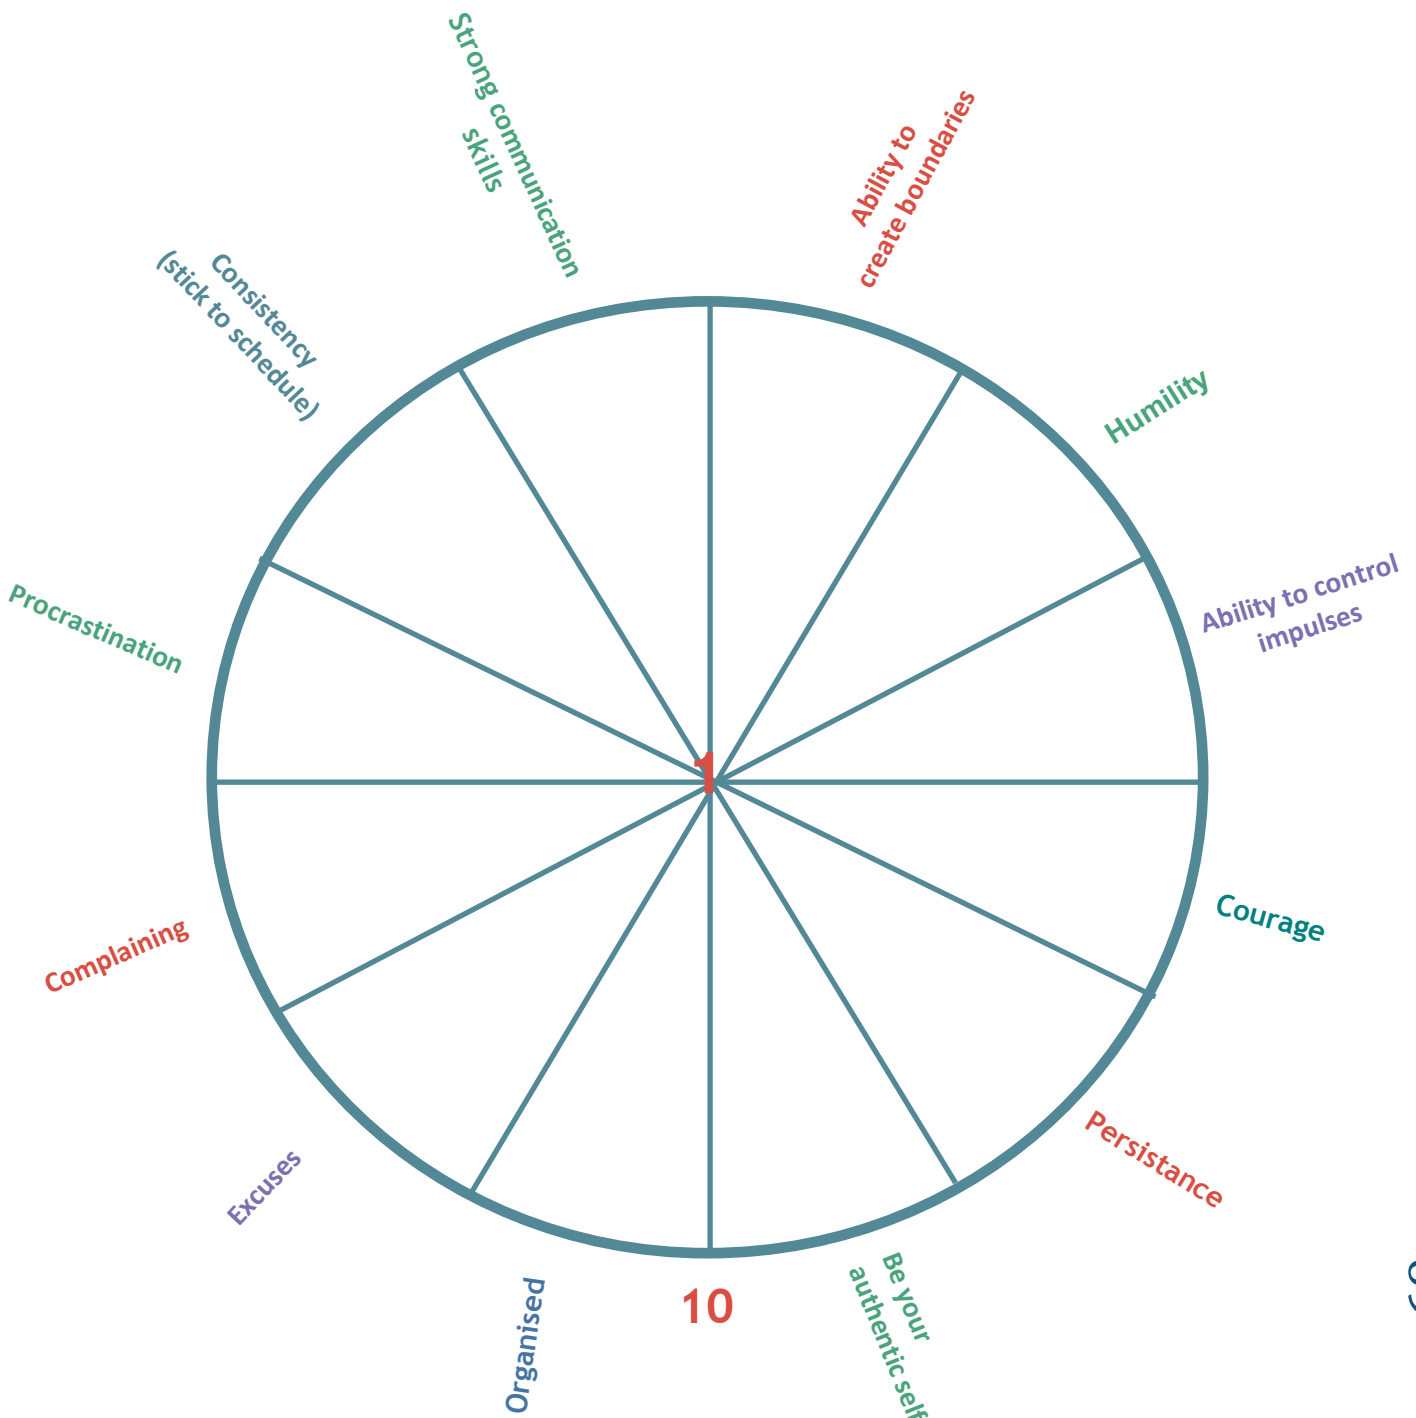 Strong communication
skills
Ability to
create boundaries
Humility
Ability to control
impulses
Courage
Persistance
Be your
authentic self
10
Organised
Excuses
Complaining
Procrastination
Consistency
(stick to schedule)
1